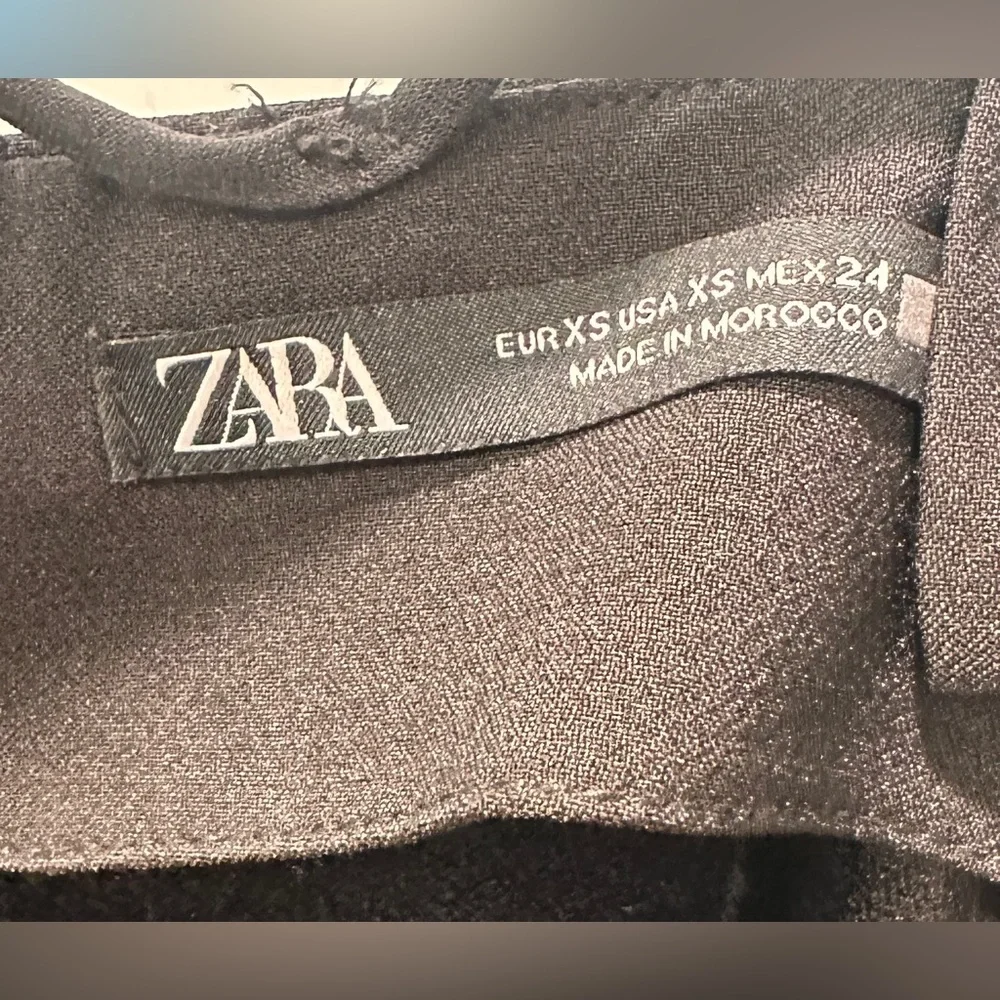 ZARA
EUR XS USA XS MEX 24
MADE IN MOROCCO